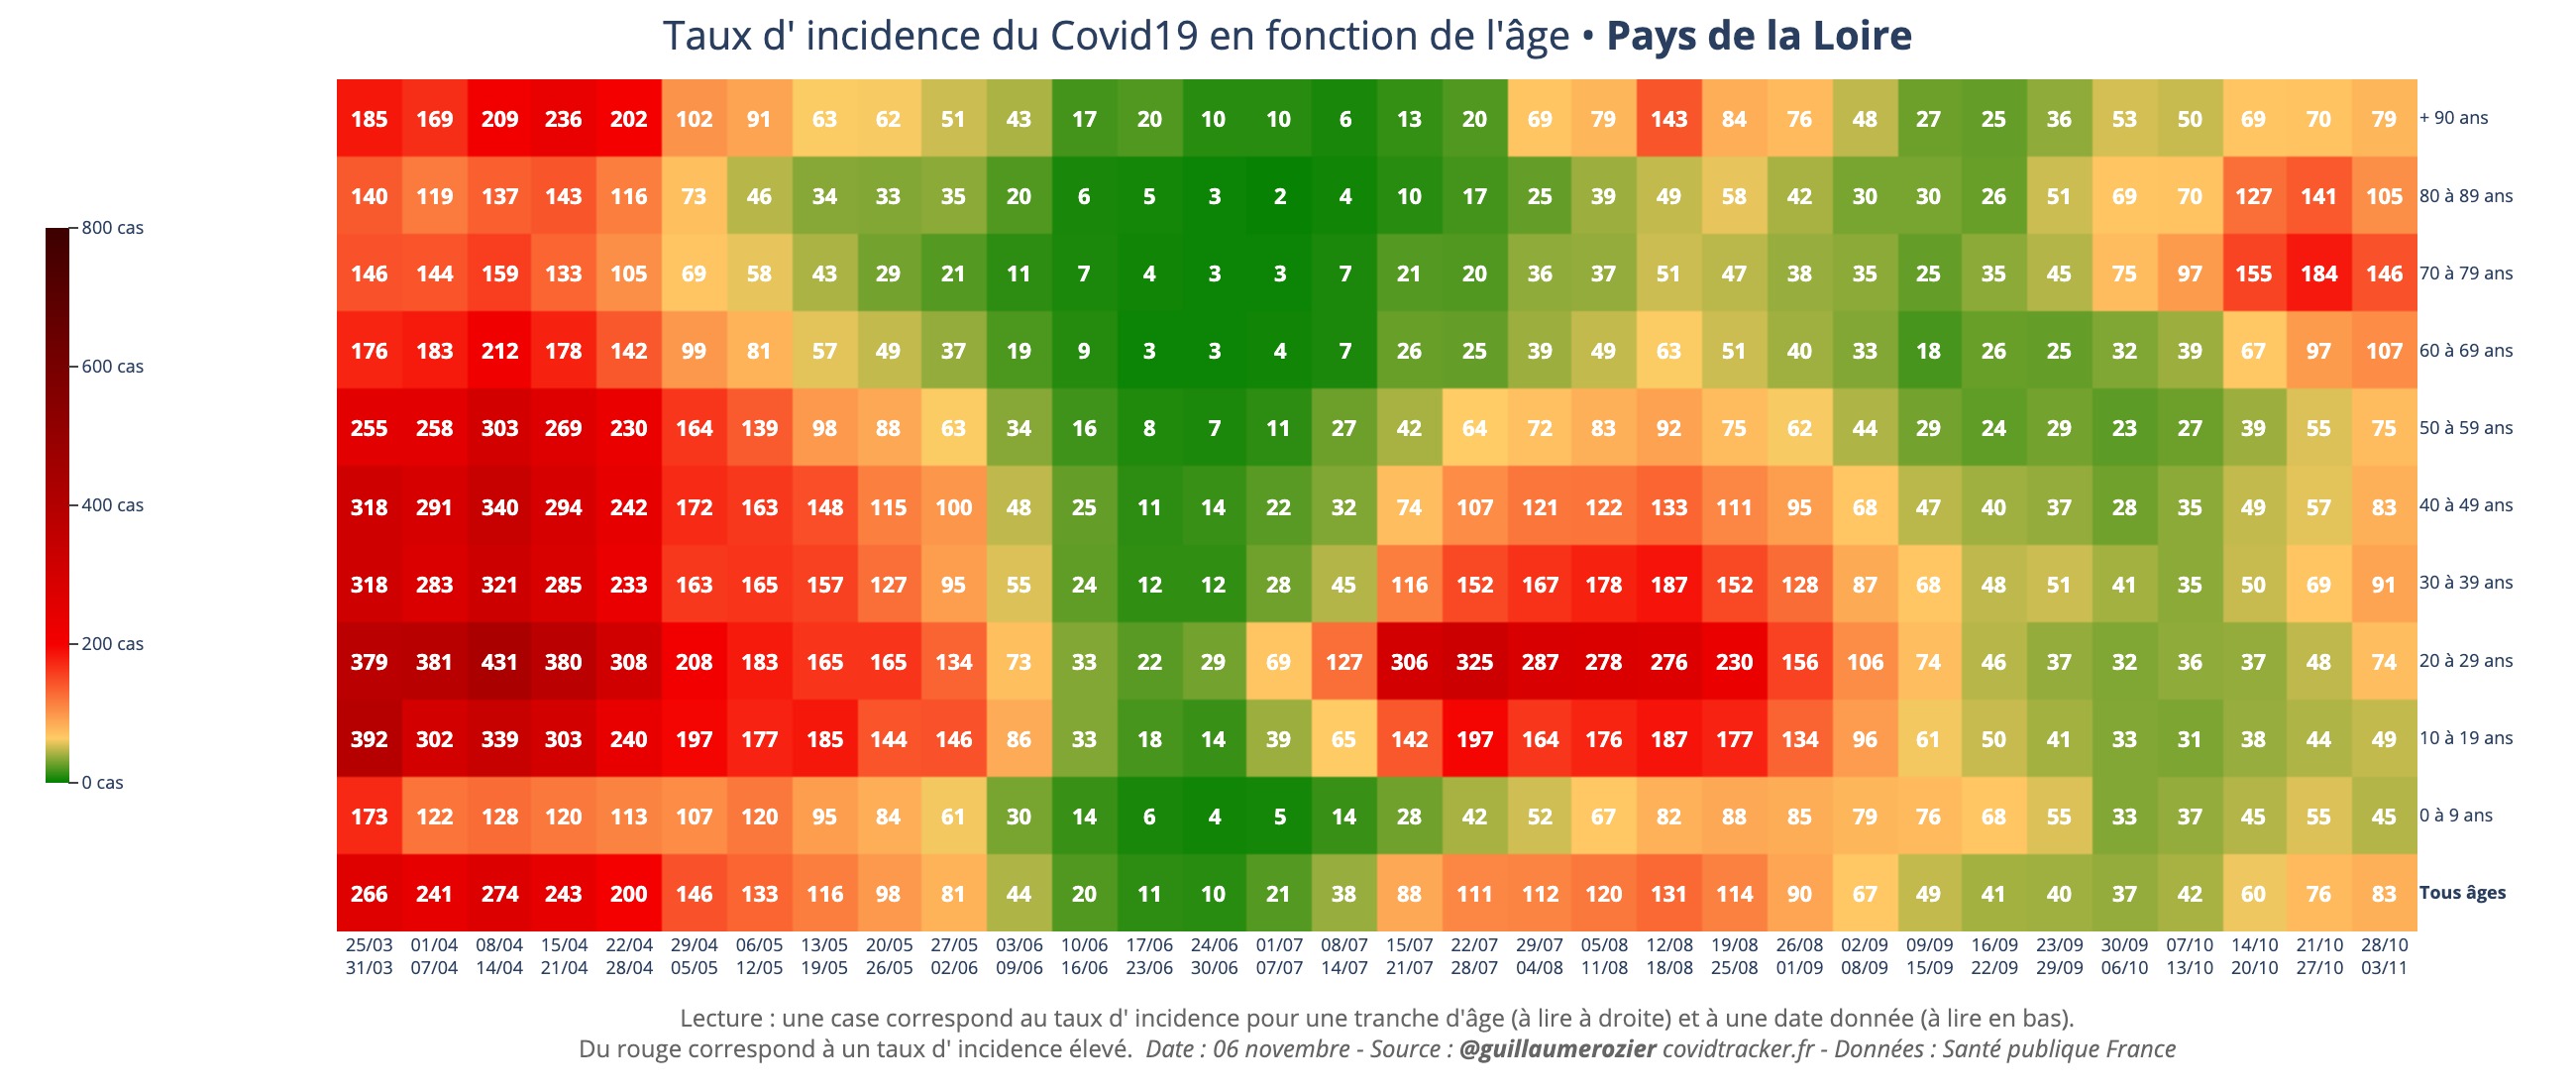 Taux d' incidence du Covid19 en fonction de l'âge • Pays de la Loire
800 cas
600 cas
400 cas
200 cas
0 cas
185 169 209 236 202 102 91 63 62 51 43 17 20 10 10 6 13 20 69 79 143 84 76 48 27 25 36 53 50 69 70 79 + 90 ans
140 119 137 143 116 73 46 34 33 35 20 6 5 3 2 4 10 17 25 39 49 58 42 30 30 26 51 69 70 127 141 105 80 à 89 ans
146 144 159 133 105 69 58 43 29 21 11 7 4 3 3 7 21 20 36 37 51 47 38 35 25 35 45 75 97 155 184 146 70 à 79 ans
176 183 212 178 142 99 81 57 49 37 19 9 3 3 4 7 26 25 39 49 63 51 40 33 18 26 25 32 39 67 97 107 60 à 69 ans
255 258 303 269 230 164 139 98 88 63 34 16 8 7 11 27 42 64 72 83 92 75 62 44 29 24 29 23 27 39 55 75 50 à 59 ans
318 291 340 294 242 172 163 148 115 100 48 25 11 14 22 32 74 107 121 122 133 111 95 68 47 40 37 28 35 49 57 83 40 à 49 ans
318 283 321 285 233 163 165 157 127 95 55 24 12 12 28 45 116 152 167 178 187 152 128 87 68 48 51 41 35 50 69 91 30 à 39 ans
379 381 431 380 308 208 183 165 165 134 73 33 22 29 69 127 306 325 287 278 276 230 156 106 74 46 37 32 36 37 48 74 20 à 29 ans
392 302 339 303 240 197 177 185 144 146 86 33 18 14 39 65 142 197 164 176 187 177 134 96 61 50 41 33 31 38 44 49 10 à 19 ans
173 122 128 120 113 107 120 95 84 61 30 14 6 4 5 14 28 42 52 67 82 88 85 79 76 68 55 33 37 45 55 45 0 à 9 ans
266 241 274 243 200 146 133 116 98 81 44 20 11 10 21 38 88 111 112 120 131 114 90 67 49 41 40 37 42 60 76 83 Tous âges
25/03 01/04 08/04 15/04 22/04 29/04 06/05 13/05 20/05 27/05 03/06 10/06 17/06 24/06 01/07 08/07 15/07 22/07 29/07 05/08 12/08 19/08 26/08 02/09 09/09 16/09 23/09 30/09 07/10 14/10 21/10 28/10
31/03 07/04 14/04 21/04 28/04 05/05 12/05 19/05 26/05 02/06 09/06 16/06 23/06 30/06 07/07 14/07 21/07 28/07 04/08 11/08 18/08 25/08 01/09 08/09 15/09 22/09 29/09 06/10 13/10 20/10 27/10 03/11
Lecture : une case correspond au taux d' incidence pour une tranche d'âge (à lire à droite) et à une date donnée (à lire en bas).
Du rouge correspond à un taux d' incidence élevé. Date : 06 novembre - Source : @guillaumerozier covidtracker.fr - Données : Santé publique France